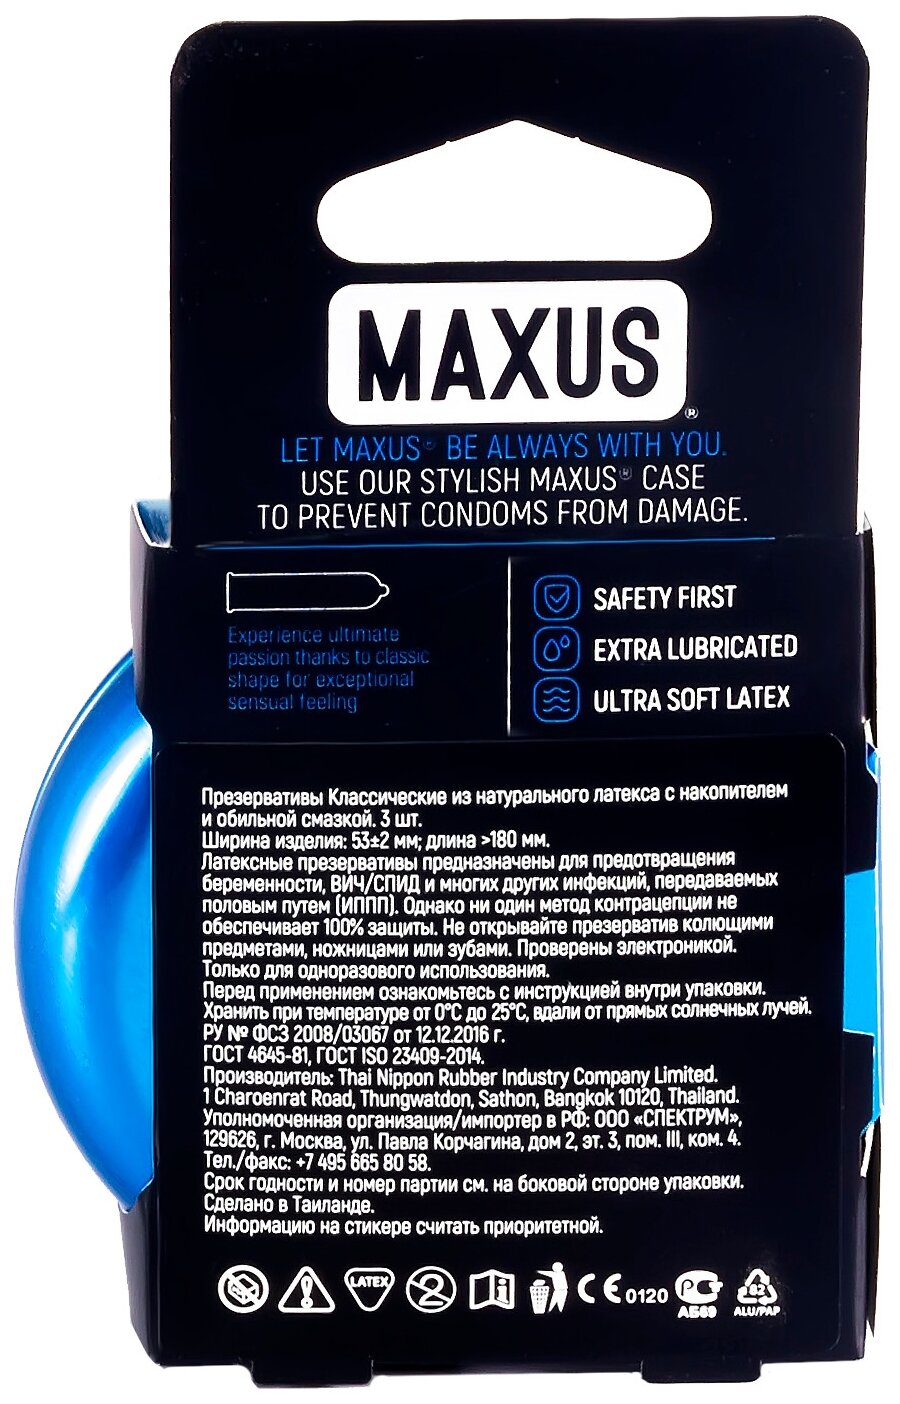 MAXUS®
LET MAXUS® BE ALWAYS WITH YOU.
USE OUR STYLISH MAXUS® CASE
TO PREVENT CONDOMS FROM DAMAGE.
Experience ultimate
passion thanks to classic
shape for exceptional
sensual feeling
SAFETY FIRST
EXTRA LUBRICATED
ULTRA SOFT LATEX
Презервативы Классические из натурального латекса с накопителем
и обильной смазкой. 3 шт.
Ширина изделия: 53±2 мм; длина >180 мм.
Латексные презервативы предназначены для предотвращения
беременности, ВИЧ/СПИД и многих других инфекций, передаваемых
половым путем (ИППП). Однако ни один метод контрацепции не
обеспечивает 100% защиты. Не открывайте презерватив колющими
предметами, ножницами или зубами. Проверены электроникой.
Только для одноразового использования.
Перед применением ознакомьтесь с инструкцией внутри упаковки.
Хранить при температуре от 0°C до 25°C, вдали от прямых солнечных лучей.
РУ № ФСЗ 2008/03067 от 12.12.2016 г.
ГОСТ 4645-81, ГОСТ ISO 23409-2014.
Производитель: Thai Nippon Rubber Industry Company Limited.
1 Charoenrat Road, Thungwatdon, Sathon, Bangkok 10120, Thailand.
Уполномоченная организация/импортер в РФ: ООО «СПЕКТРУМ»,
129626, г. Москва, ул. Павла Корчагина, дом 2, эт. 3, пом. III, ком. 4.
Тел./факс: +7 495 665 80 58.
Срок годности и номер партии см. на боковой стороне упаковки.
Сделано в Таиланде.
Информацию на стикере считать приоритетной.
LATEX 2 CE 0120 PC 82
АБ69 ALU/PAP